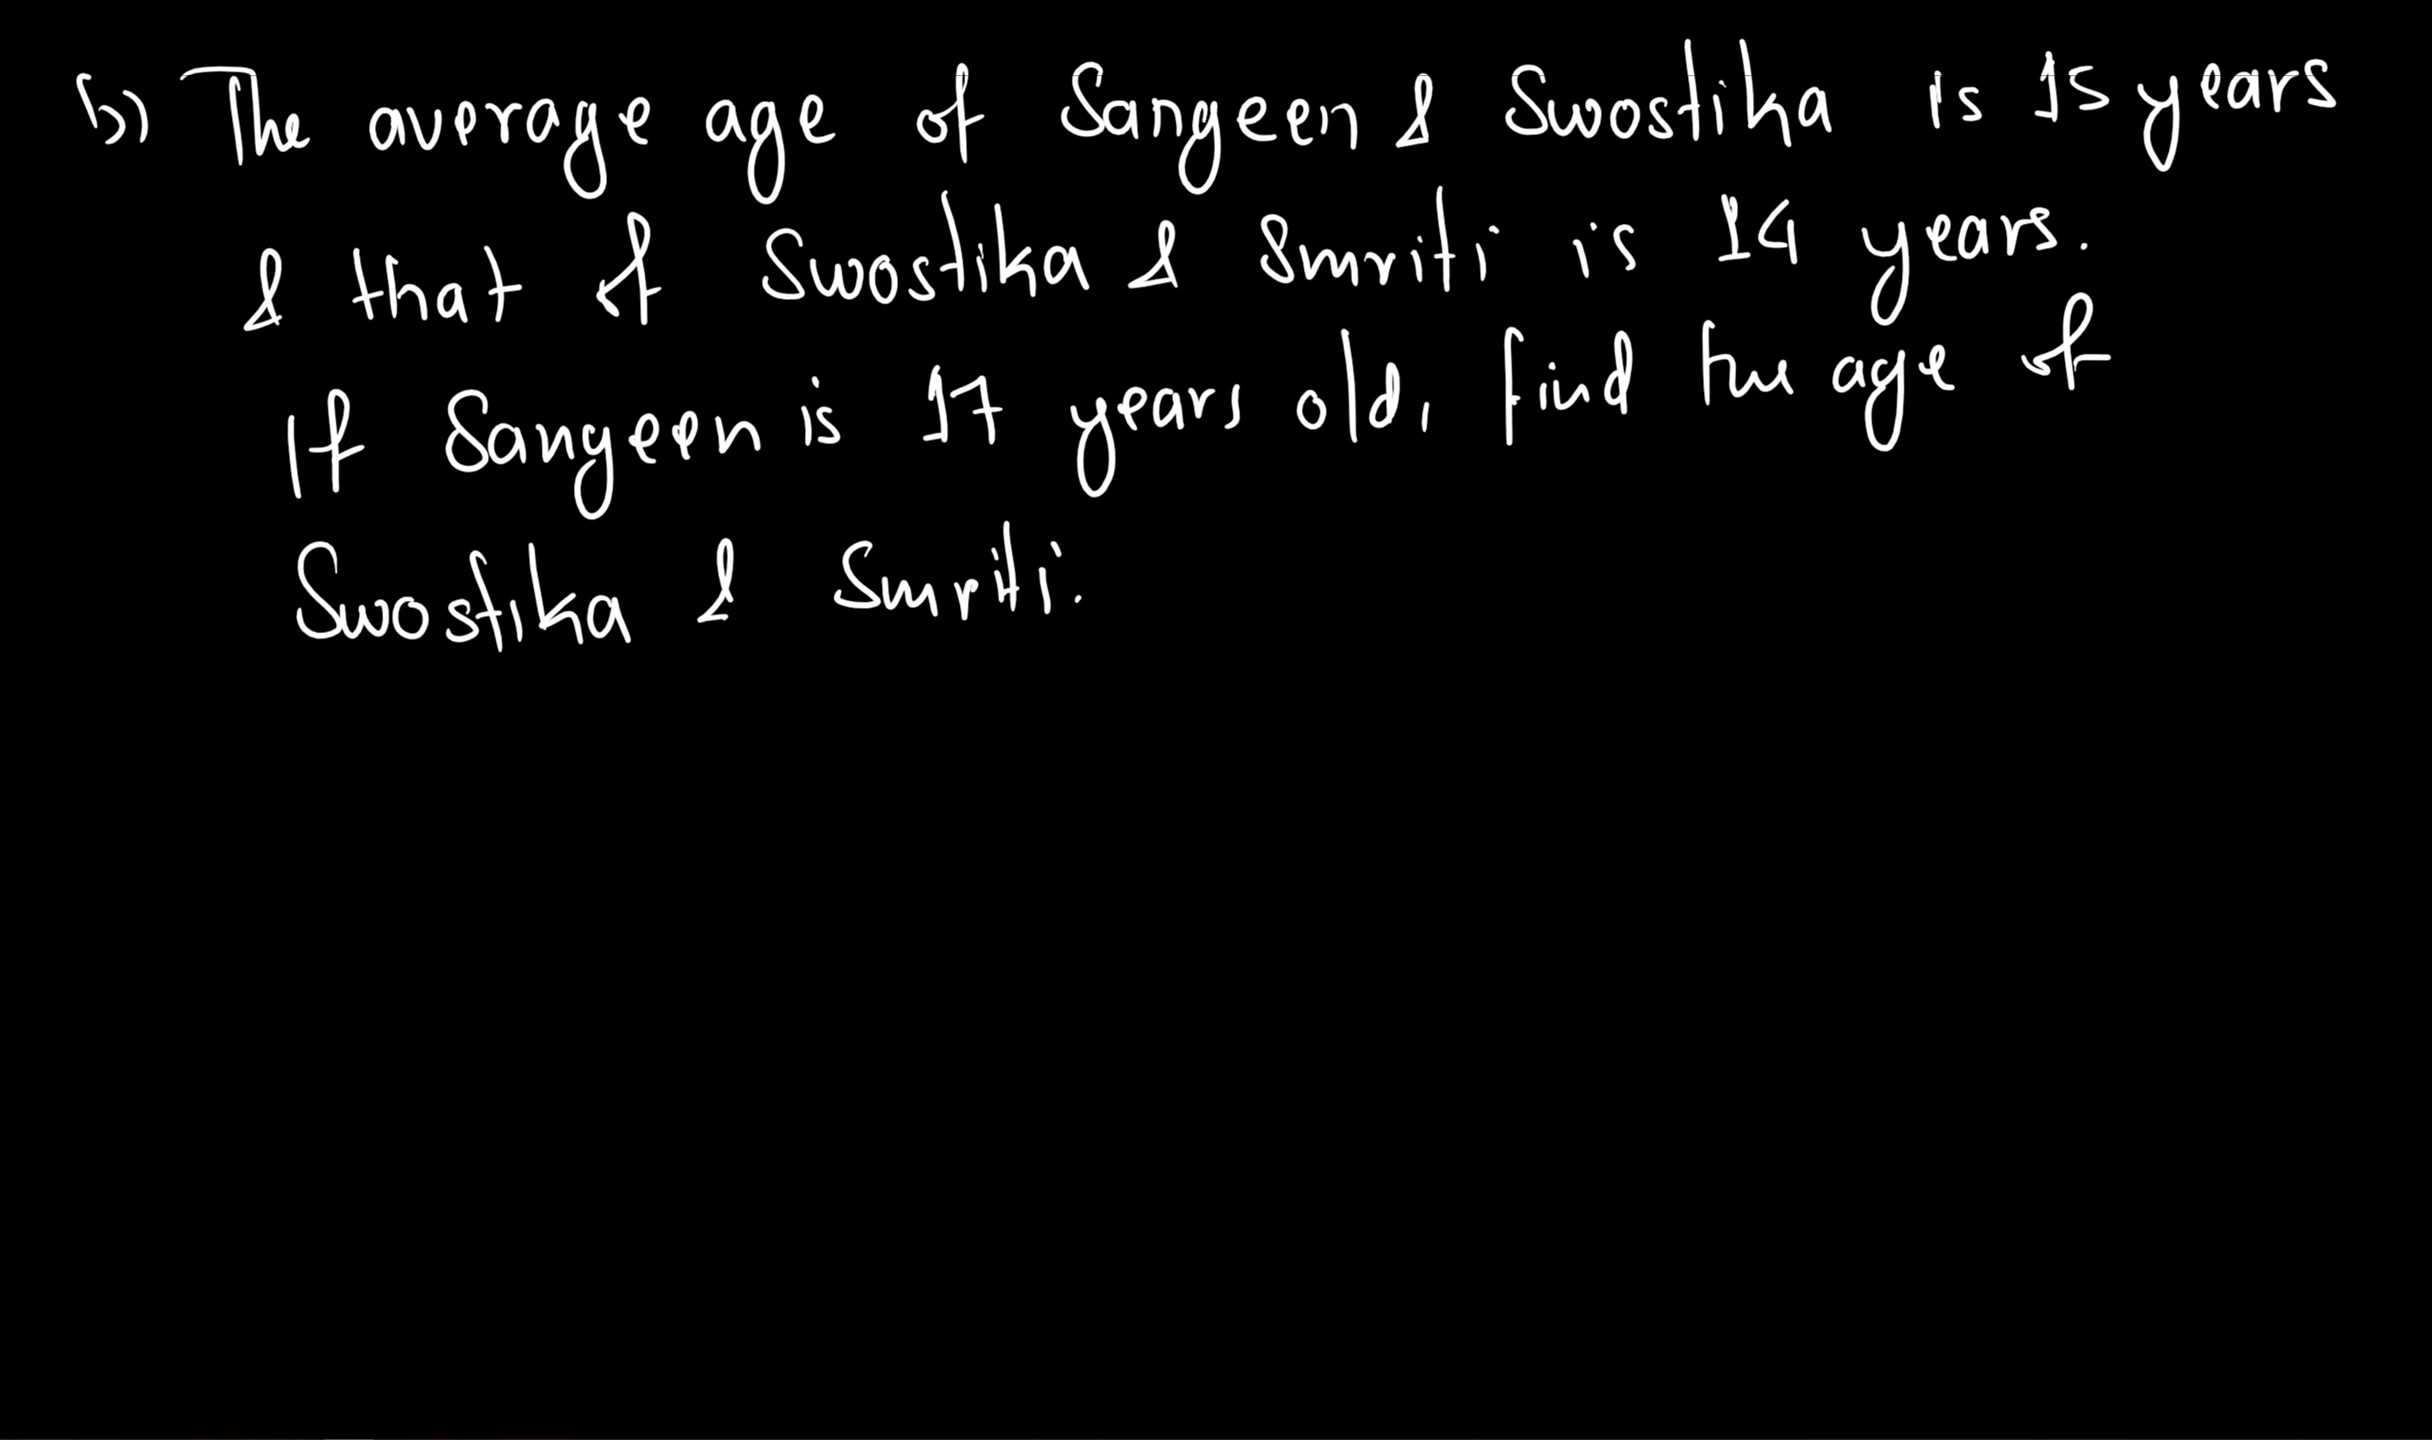 b) The average age of Sangeen & Swostika is 15 years
& that of Swostika & Smriti is 14 years.
If Sangeen is 17 years old, find the age of
Swostika & Smriti.